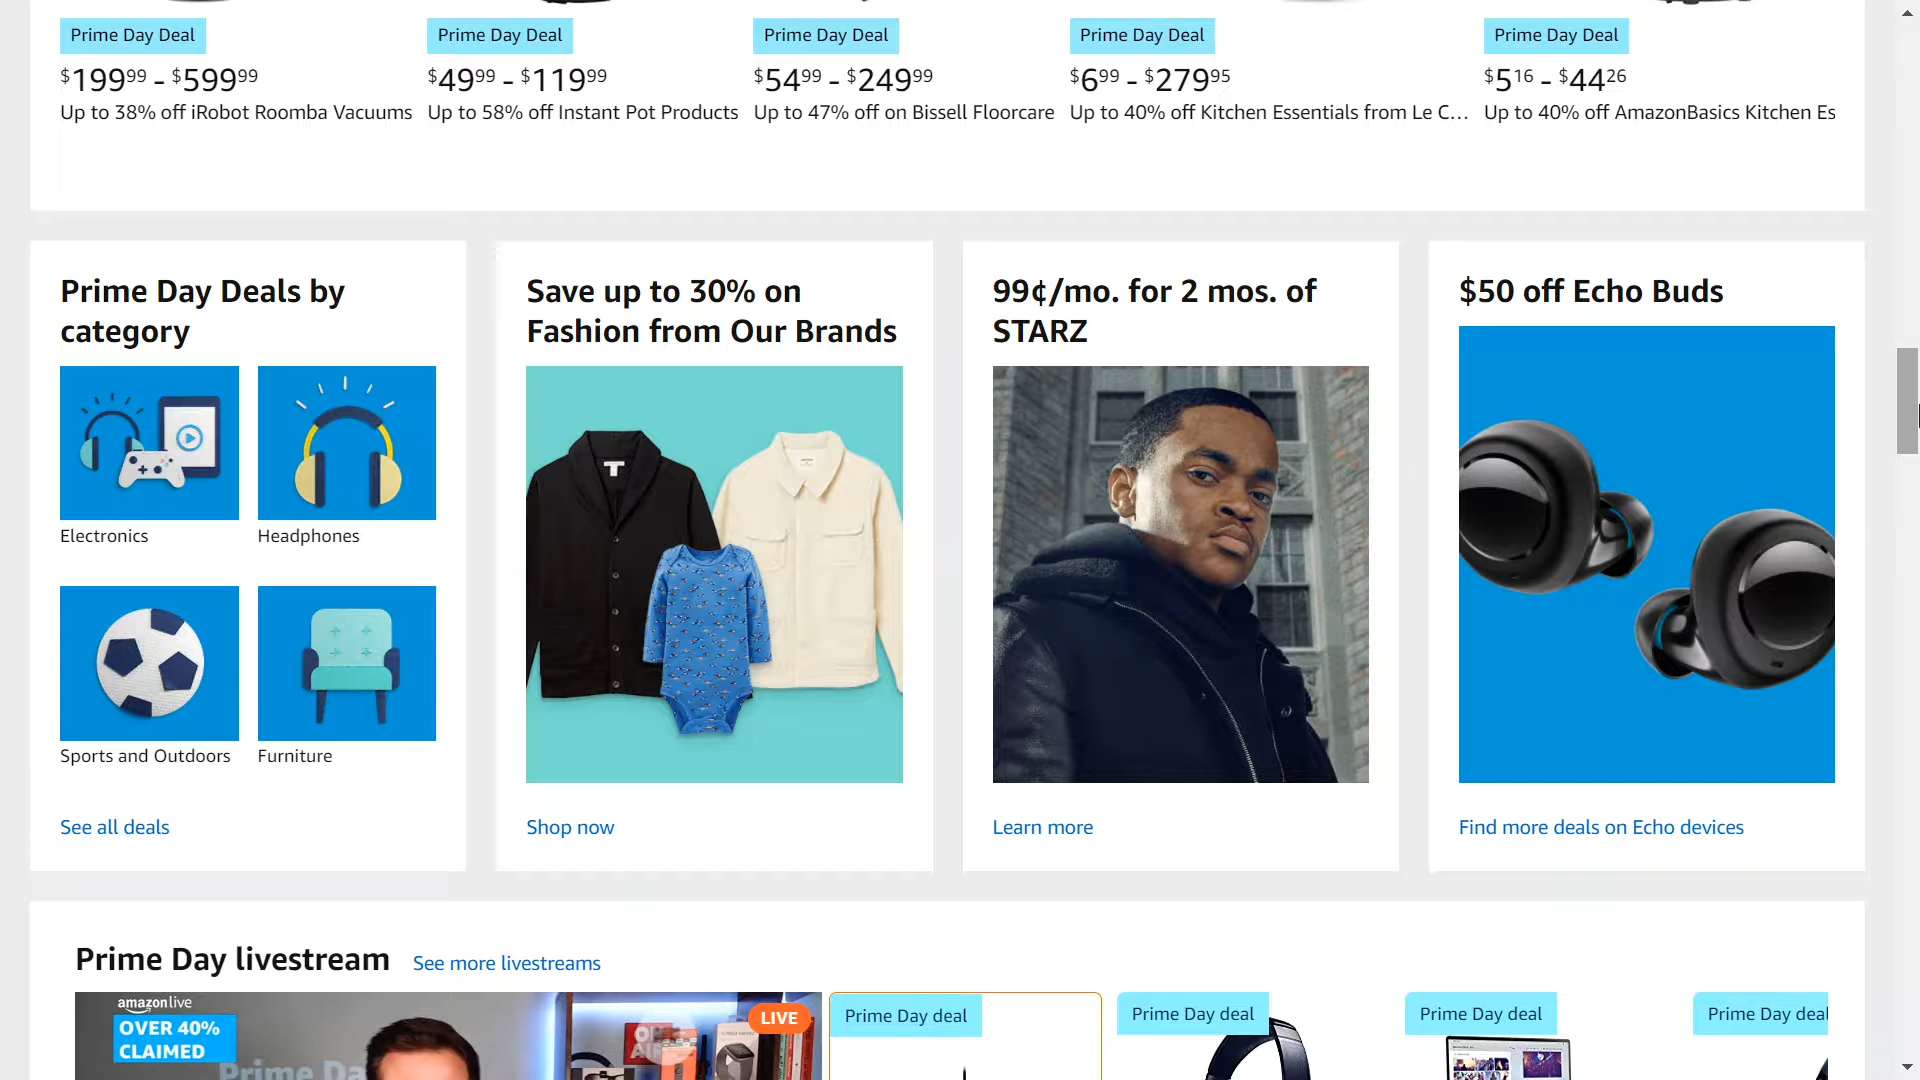 Prime Day Deal
$199⁹⁹ - $599⁹⁹
Up to 38% off iRobot Roomba Vacuums
Prime Day Deal
$49⁹⁹ - $119⁹⁹
Up to 58% off Instant Pot Products
Prime Day Deal
$54⁹⁹ - $249⁹⁹
Up to 47% off on Bissell Floorcare
Prime Day Deal
$6⁹⁹ - $279⁹⁵
Up to 40% off Kitchen Essentials from Le C...
Prime Day Deal
$5¹⁶ - $44²⁶
Up to 40% off AmazonBasics Kitchen Es
Prime Day Deals by
category
Electronics
Headphones
Sports and Outdoors
Furniture
See all deals
Save up to 30% on
Fashion from Our Brands
Shop now
99¢/mo. for 2 mos. of
STARZ
Learn more
$50 off Echo Buds
Find more deals on Echo devices
Prime Day livestream
See more livestreams
amazonlive
OVER 40%
CLAIMED
Prime Da
ON
AIR
LIVE
Prime Day deal
Prime Day deal
Prime Day deal
Prime Day deal